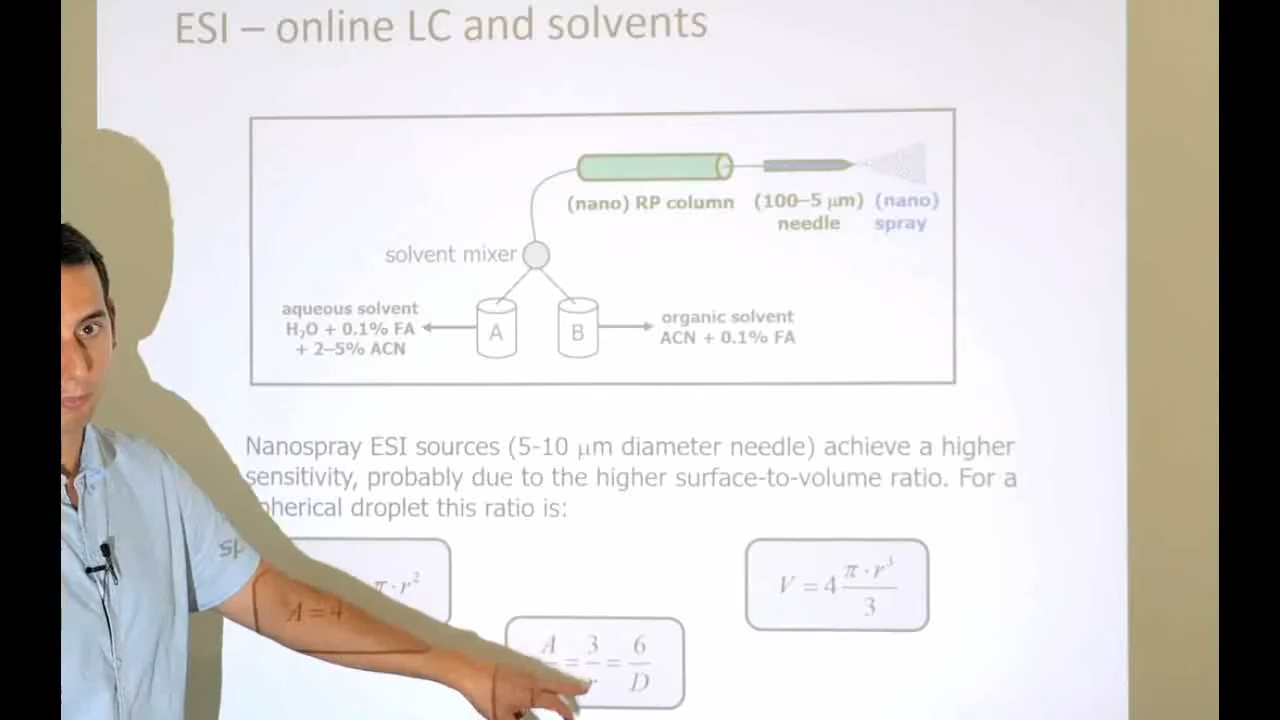 ESI – online LC and solvents
(nano) RP column
(100–5 μm) needle
(nano) spray
solvent mixer
aqueous solvent
H₂O + 0.1% FA
+ 2–5% ACN
A
B
organic solvent
ACN + 0.1% FA
Nanospray ESI sources (5-10 μm diameter needle) achieve a higher
sensitivity, probably due to the higher surface-to-volume ratio. For a
droplet this ratio is:
A = 4 π · r²
V = 4 π · r³ / 3
A = 3 = 6 / D